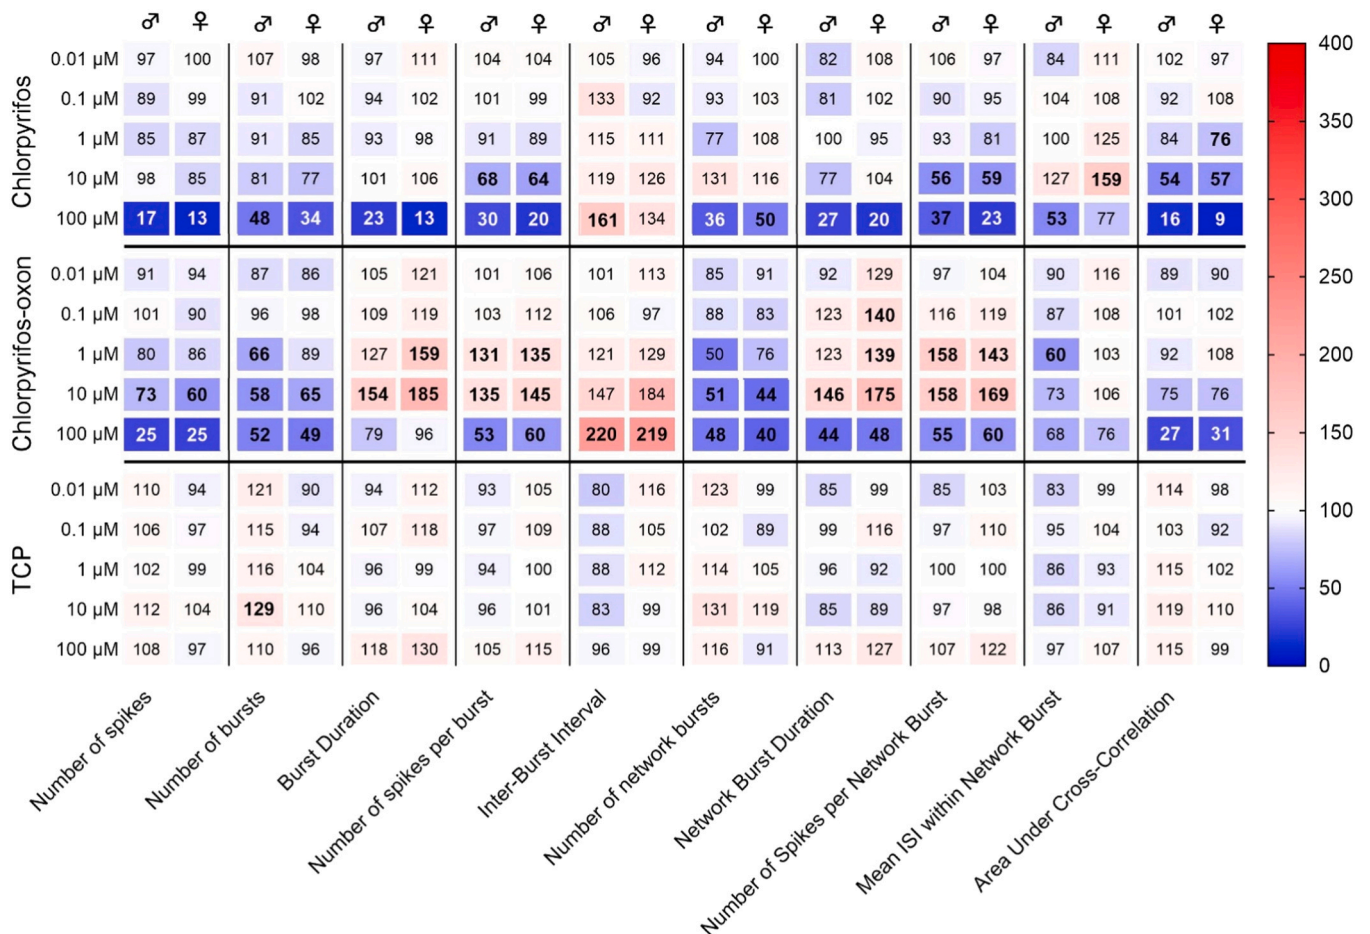 ♂ ♀ ♂ ♀ ♂ ♀ ♂ ♀ ♂ ♀ ♂ ♀ ♂ ♀ ♂ ♀ ♂ ♀ ♂ ♀
Chlorpyrifos
0.01 µM 97 100 107 98 97 111 104 104 105 96 94 100 82 108 106 97 84 111 102 97
0.1 µM 89 99 91 102 94 102 101 99 133 92 93 103 81 102 90 95 104 108 92 108
1 µM 85 87 91 85 93 98 91 89 115 111 77 108 100 95 93 81 100 125 84 76
10 µM 98 85 81 77 101 106 68 64 119 126 131 116 77 104 56 59 127 159 54 57
100 µM 17 13 48 34 23 13 30 20 161 134 36 50 27 20 37 23 53 77 16 9
Chlorpyrifos-oxon
0.01 µM 91 94 87 86 105 121 101 106 101 113 85 91 92 129 97 104 90 116 89 90
0.1 µM 101 90 96 98 109 119 103 112 106 97 88 83 123 140 116 119 87 108 101 102
1 µM 80 86 66 89 127 159 131 135 121 129 50 76 123 139 158 143 60 103 92 108
10 µM 73 60 58 65 154 185 135 145 147 184 51 44 146 175 158 169 73 106 75 76
100 µM 25 25 52 49 79 96 53 60 220 219 48 40 44 48 55 60 68 76 27 31
TCP
0.01 µM 110 94 121 90 94 112 93 105 80 116 123 99 85 99 85 103 83 99 114 98
0.1 µM 106 97 115 94 107 118 97 109 88 105 102 89 99 116 97 110 95 104 103 92
1 µM 102 99 116 104 96 99 94 100 88 112 114 105 96 92 100 100 86 93 115 102
10 µM 112 104 129 110 96 104 96 101 83 99 131 119 85 89 97 98 86 91 119 110
100 µM 108 97 110 96 118 130 105 115 96 99 116 91 113 127 107 122 97 107 115 99
Number of spikes
Number of bursts
Burst Duration
Number of spikes per burst
Inter-Burst Interval
Number of network bursts
Network Burst Duration
Number of Spikes per Network Burst
Mean ISI within Network Burst
Area Under Cross-Correlation
400
350
300
250
200
150
100
50
0